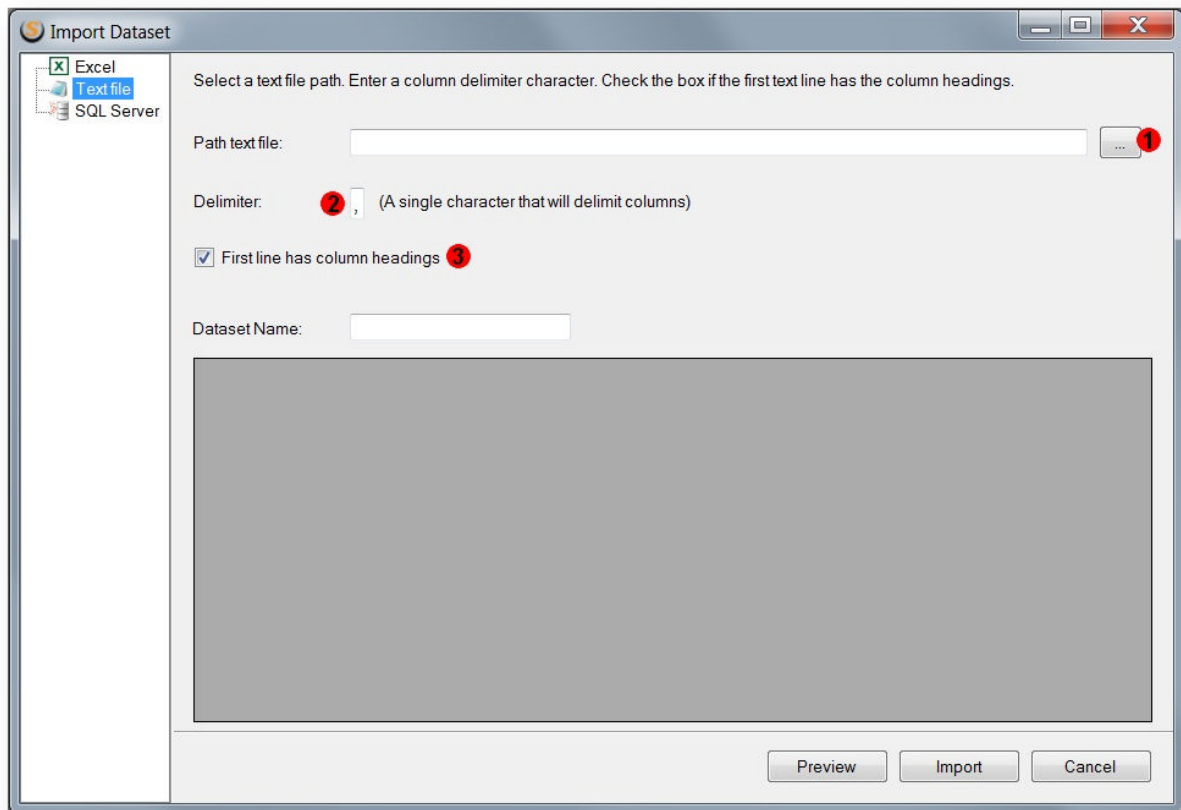 Import Dataset
Excel
Text file
SQL Server
Select a text file path. Enter a column delimiter character. Check the box if the first text line has the column headings.
Path text file: ... 1
Delimiter: 2 , (A single character that will delimit columns)
First line has column headings 3
Dataset Name:
Preview Import Cancel